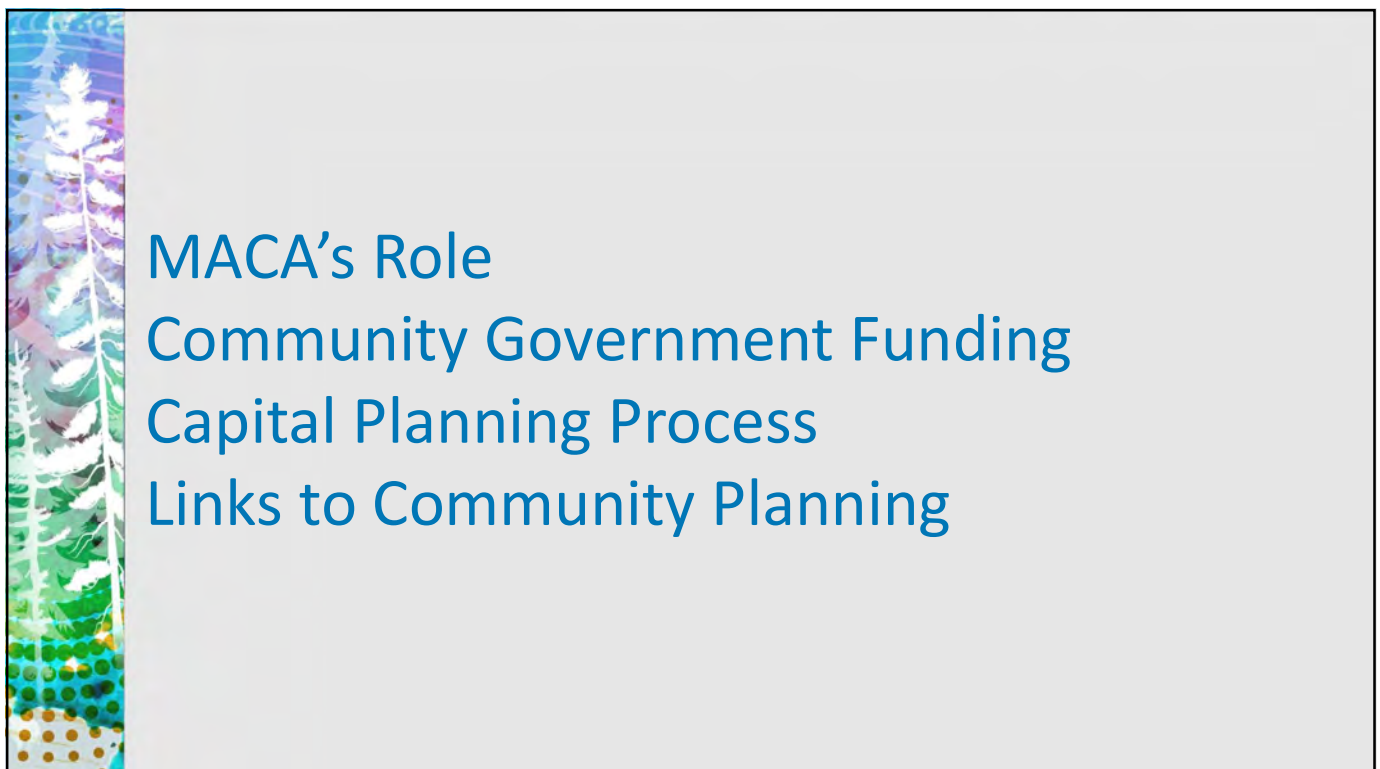 MACA’s Role
Community Government Funding
Capital Planning Process
Links to Community Planning